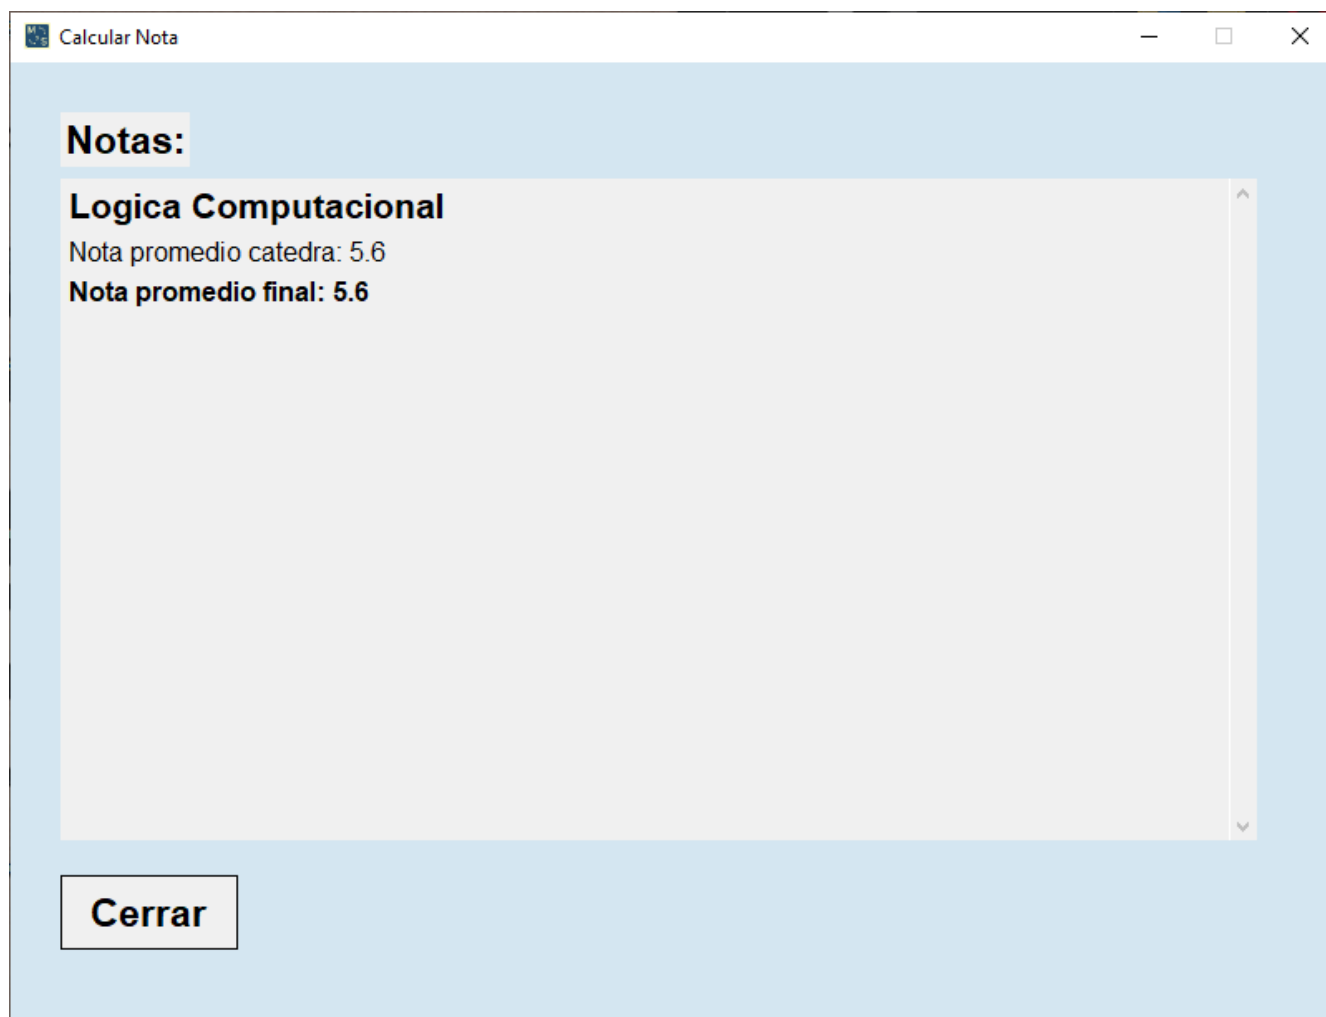 Calcular Nota
Notas:
Logica Computacional
Nota promedio catedra: 5.6
Nota promedio final: 5.6
Cerrar